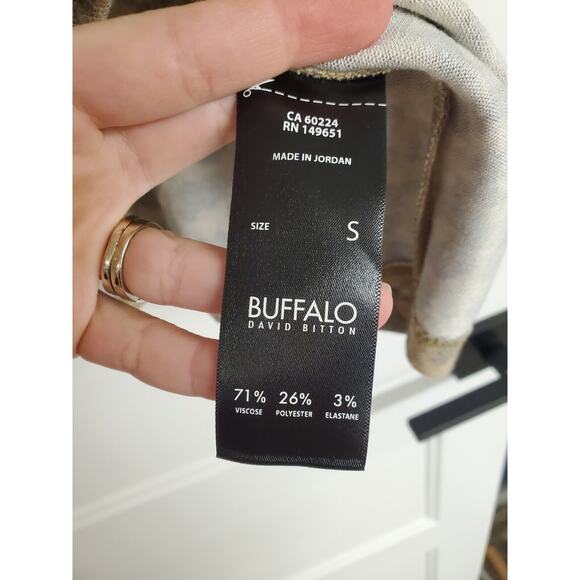 CA 60224
RN 149651
MADE IN JORDAN
SIZE S
BUFFALO
DAVID BITTON
71% 26% 3%
VISCOSE POLYESTER ELASTANE